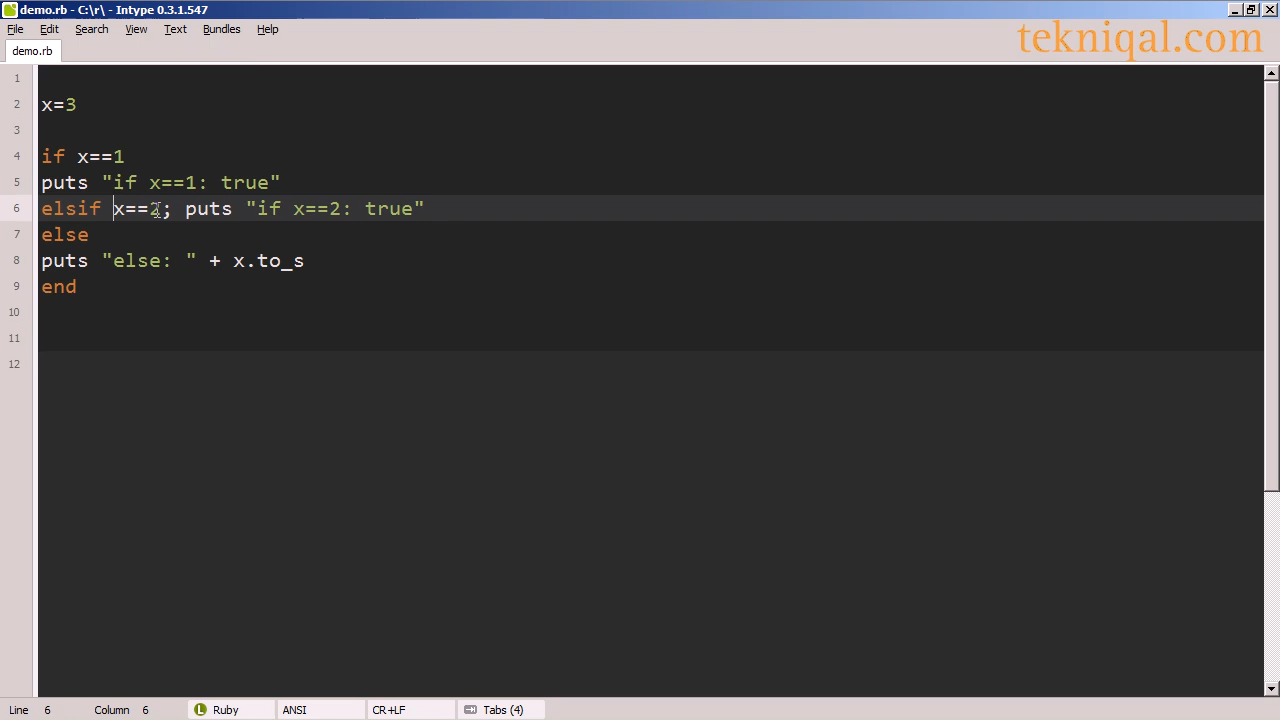 demo.rb - C:\r\ - Intype 0.3.1.547
File Edit Search View Text Bundles Help
tekniqal.com
demo.rb
1
2 x=3
3
4 if x==1
5 puts "if x==1: true"
6 elsif x==2; puts "if x==2: true"
7 else
8 puts "else: " + x.to_s
9 end
10
11
12
Line 6 Column 6 L Ruby ANSI CR+LF Tabs (4)